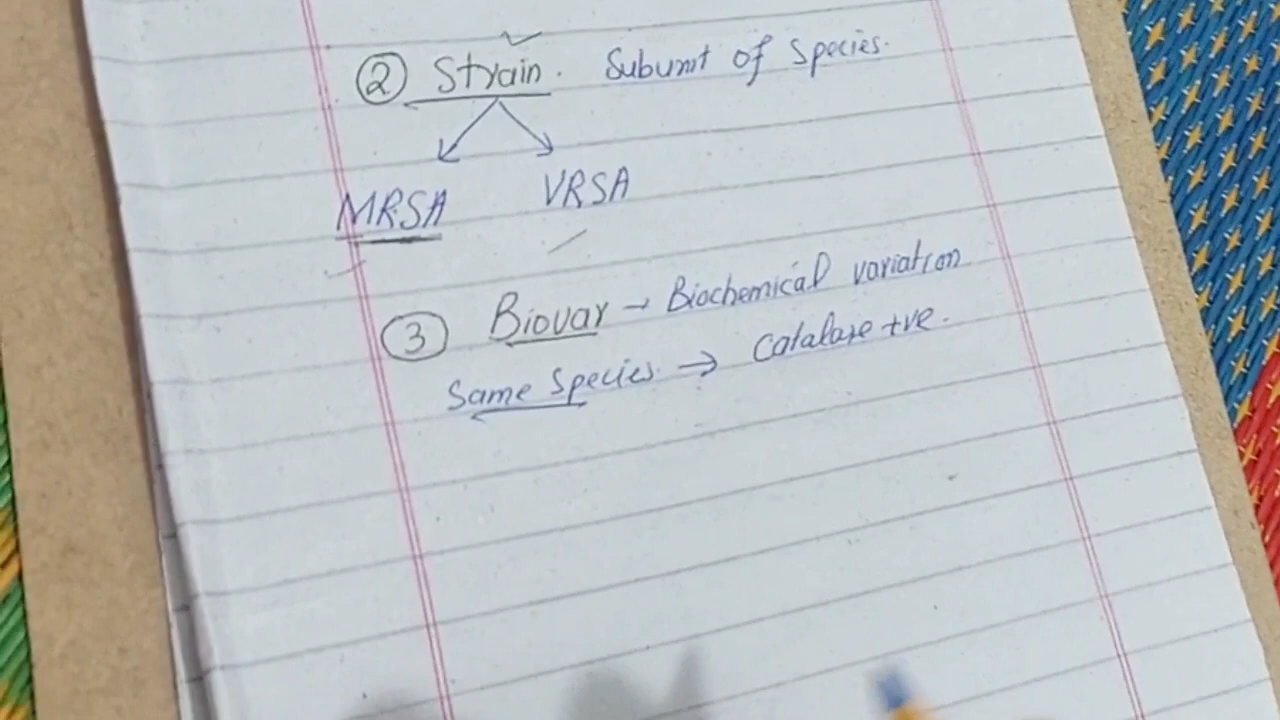 ② Strain. Subunit of Species.
MRSA VRSA
③ Biovar → Biochemical variation
Same Species → Catalase +ve.